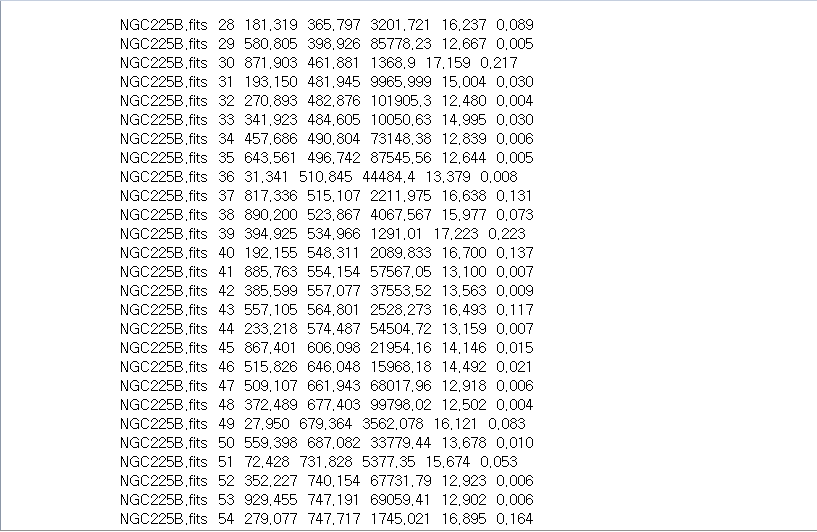 NGC225B.fits 28 181.319 365.797 3201.721 16.237 0.089
NGC225B.fits 29 580.805 398.926 85778.23 12.667 0.005
NGC225B.fits 30 871.903 461.881 1368.9 17.159 0.217
NGC225B.fits 31 193.150 481.945 9965.999 15.004 0.030
NGC225B.fits 32 270.893 482.876 101905.3 12.480 0.004
NGC225B.fits 33 341.923 484.605 10050.63 14.995 0.030
NGC225B.fits 34 457.686 490.804 73148.38 12.839 0.006
NGC225B.fits 35 643.561 496.742 87545.56 12.644 0.005
NGC225B.fits 36 31.341 510.845 44484.4 13.379 0.008
NGC225B.fits 37 817.336 515.107 2211.975 16.638 0.131
NGC225B.fits 38 890.200 523.867 4067.567 15.977 0.073
NGC225B.fits 39 394.925 534.966 1291.01 17.223 0.223
NGC225B.fits 40 192.155 548.311 2089.833 16.700 0.137
NGC225B.fits 41 885.763 554.154 57567.05 13.100 0.007
NGC225B.fits 42 385.599 557.077 37553.52 13.563 0.009
NGC225B.fits 43 557.105 564.801 2528.273 16.493 0.117
NGC225B.fits 44 233.218 574.487 54504.72 13.159 0.007
NGC225B.fits 45 867.401 606.098 21954.16 14.146 0.015
NGC225B.fits 46 515.826 646.048 15968.18 14.492 0.021
NGC225B.fits 47 509.107 661.943 68017.96 12.918 0.006
NGC225B.fits 48 372.489 677.403 99798.02 12.502 0.004
NGC225B.fits 49 27.950 679.364 3562.078 16.121 0.083
NGC225B.fits 50 559.398 687.082 33779.44 13.678 0.010
NGC225B.fits 51 72.428 731.828 5377.35 15.674 0.053
NGC225B.fits 52 352.227 740.154 67731.79 12.923 0.006
NGC225B.fits 53 929.455 747.191 69059.41 12.902 0.006
NGC225B.fits 54 279.077 747.717 1745.021 16.895 0.164